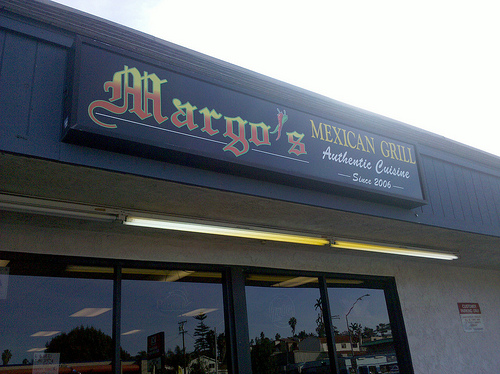 Margo's
MEXICAN GRILL
Authentic Cuisine
Since 2006